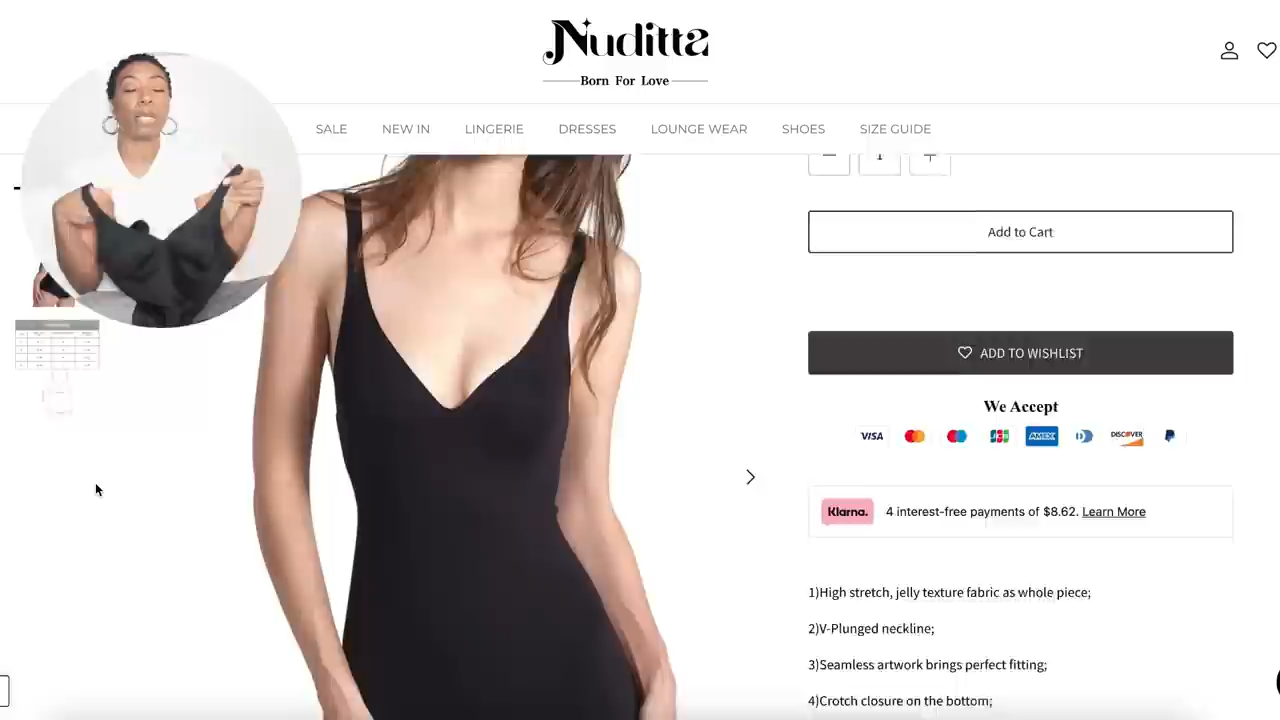 Nuditta
Born For Love
SALE NEW IN LINGERIE DRESSES LOUNGE WEAR SHOES SIZE GUIDE
1
Add to Cart
ADD TO WISHLIST
We Accept
VISA
JCB
AMEX
DISCOVER
Klarna. 4 interest-free payments of $8.62. Learn More
1)High stretch, jelly texture fabric as whole piece;
2)V-Plunged neckline;
3)Seamless artwork brings perfect fitting;
4)Crotch closure on the bottom;